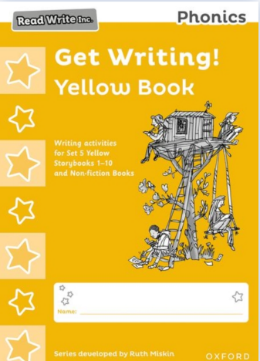 Read Write Inc.
Phonics
Get Writing!
Yellow Book
Writing activities
for Set 5 Yellow
Storybooks 1–10
and Non-fiction Books
Name:
Series developed by Ruth Miskin
OXFORD